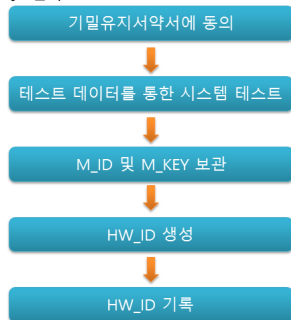 기밀유지서약서에 동의
테스트 데이터를 통한 시스템 테스트
M_ID 및 M_KEY 보관
HW_ID 생성
HW_ID 기록